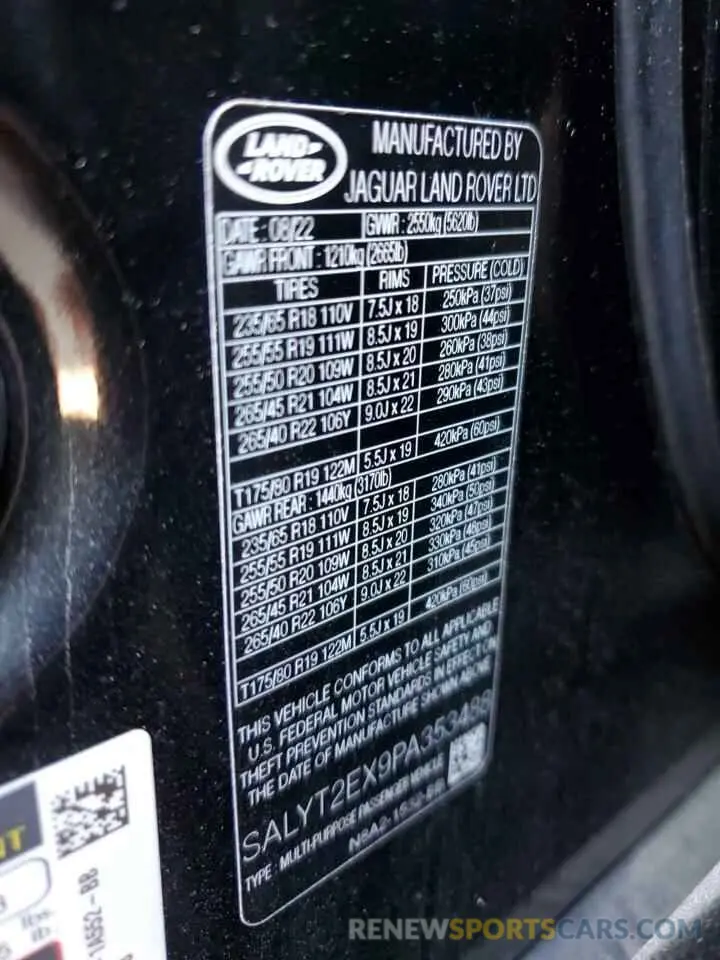 LAND-
-ROVER
MANUFACTURED BY
JAGUAR LAND ROVER LTD
DATE : 08/22 GVWR : 2550kg (5620lb)
GAWR FRONT : 1210kg (2665lb)
TIRES RIMS PRESSURE (COLD)
235/65 R18 110V 7.5J x 18 250kPa (37psi)
255/55 R19 111W 8.5J x 19 300kPa (44psi)
255/50 R20 109W 8.5J x 20 260kPa (38psi)
265/45 R21 104W 8.5J x 21 280kPa (41psi)
265/40 R22 106Y 9.0J x 22 290kPa (43psi)
T175/80 R19 122M 5.5J x 19 420kPa (60psi)
GAWR REAR : 1440kg (3170lb)
235/65 R18 110V 7.5J x 18 280kPa (41psi)
255/55 R19 111W 8.5J x 19 340kPa (50psi)
255/50 R20 109W 8.5J x 20 320kPa (47psi)
265/45 R21 104W 8.5J x 21 330kPa (48psi)
265/40 R22 106Y 9.0J x 22 310kPa (45psi)
T175/80 R19 122M 5.5J x 19 420kPa (60psi)
THIS VEHICLE CONFORMS TO ALL APPLICABLE
U.S. FEDERAL MOTOR VEHICLE SAFETY AND
THEFT PREVENTION STANDARDS IN EFFECT ON
THE DATE OF MANUFACTURE SHOWN ABOVE
SALYT2EX9PA353488
TYPE : MULTI-PURPOSE PASSENGER VEHICLE
NT
lbs.
lb.
-1A552-BB
RENEWSPORTSCARS.COM